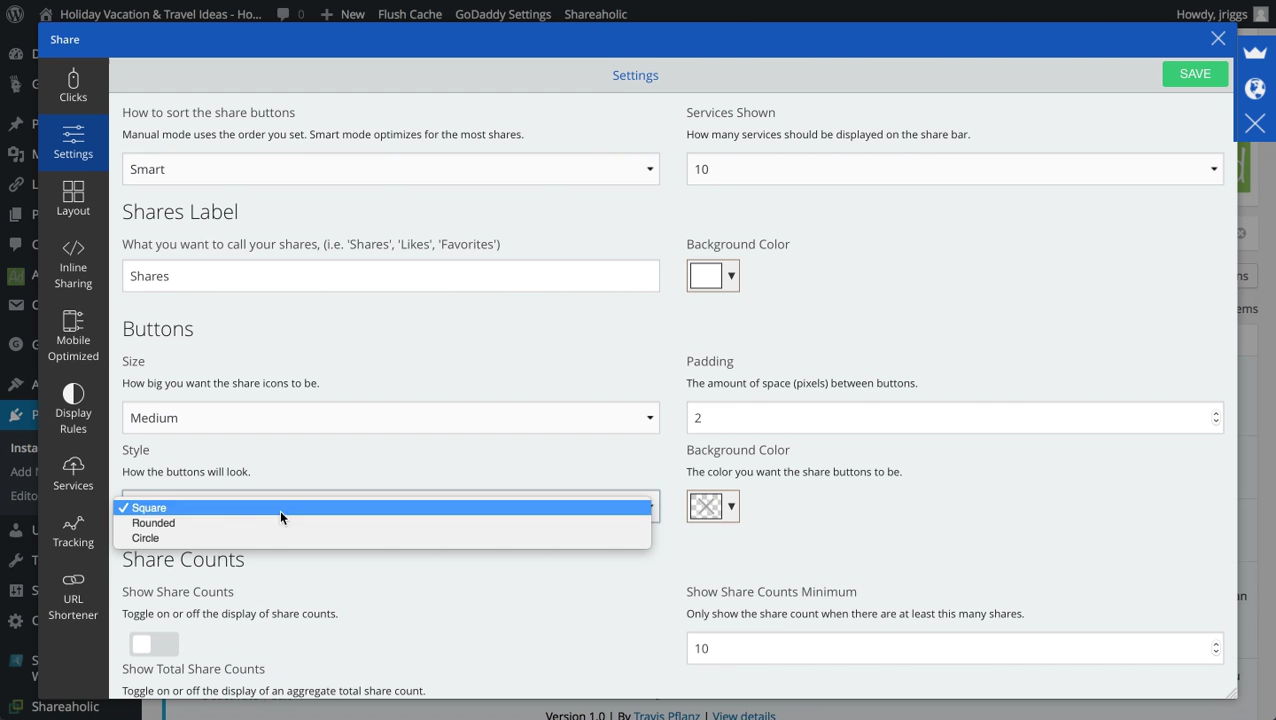 Holiday Vacation & Travel Ideas - Ho... 0 New Flush Cache GoDaddy Settings Shareaholic Howdy, jriggs
Share
Settings SAVE
Clicks
Settings
Layout
Inline
Sharing
Mobile
Optimized
Display
Rules
Services
Tracking
URL
Shortener
How to sort the share buttons
Manual mode uses the order you set. Smart mode optimizes for the most shares.
Smart
Services Shown
How many services should be displayed on the share bar.
10
Shares Label
What you want to call your shares, (i.e. 'Shares', 'Likes', 'Favorites')
Shares
Background Color
Buttons
Size
How big you want the share icons to be.
Medium
Padding
The amount of space (pixels) between buttons.
2
Style
How the buttons will look.
Square
Rounded
Circle
Background Color
The color you want the share buttons to be.
Share Counts
Show Share Counts
Toggle on or off the display of share counts.
Show Share Counts Minimum
Only show the share count when there are at least this many shares.
10
Show Total Share Counts
Toggle on or off the display of an aggregate total share count.
Insta
Add N
Edito
Shareaholic
ns
ems
an
Version 1.0 | By Travis Pflanz | View details